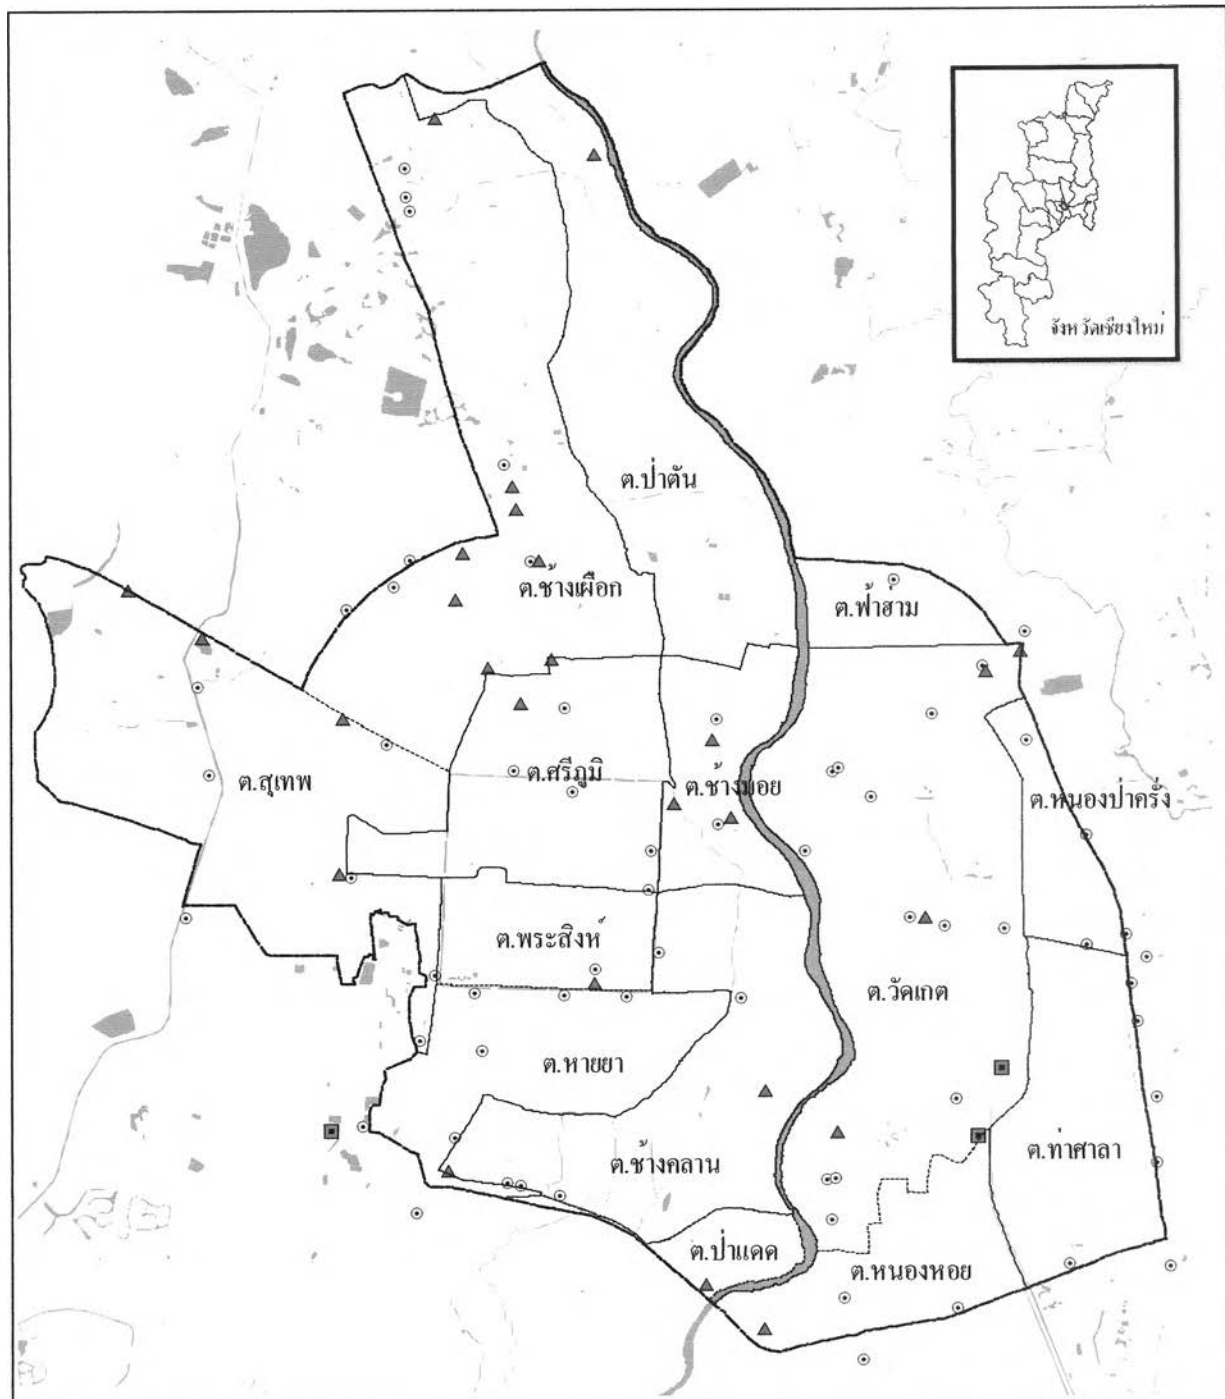 จังหวัดเชียงใหม่
ต.ป่าตัน
ต.ช้างเผือก
ต.ฟ้าฮ่าม
ต.สุเทพ
ต.ศรีภูมิ
ต.ช้างมอย
ต.หนองป่าครั่ง
ต.พระสิงห์
ต.วัดเกต
ต.หายยา
ต.ช้างคลาน
ต.ท่าศาลา
ต.ป่าแดด
ต.หนองหอย